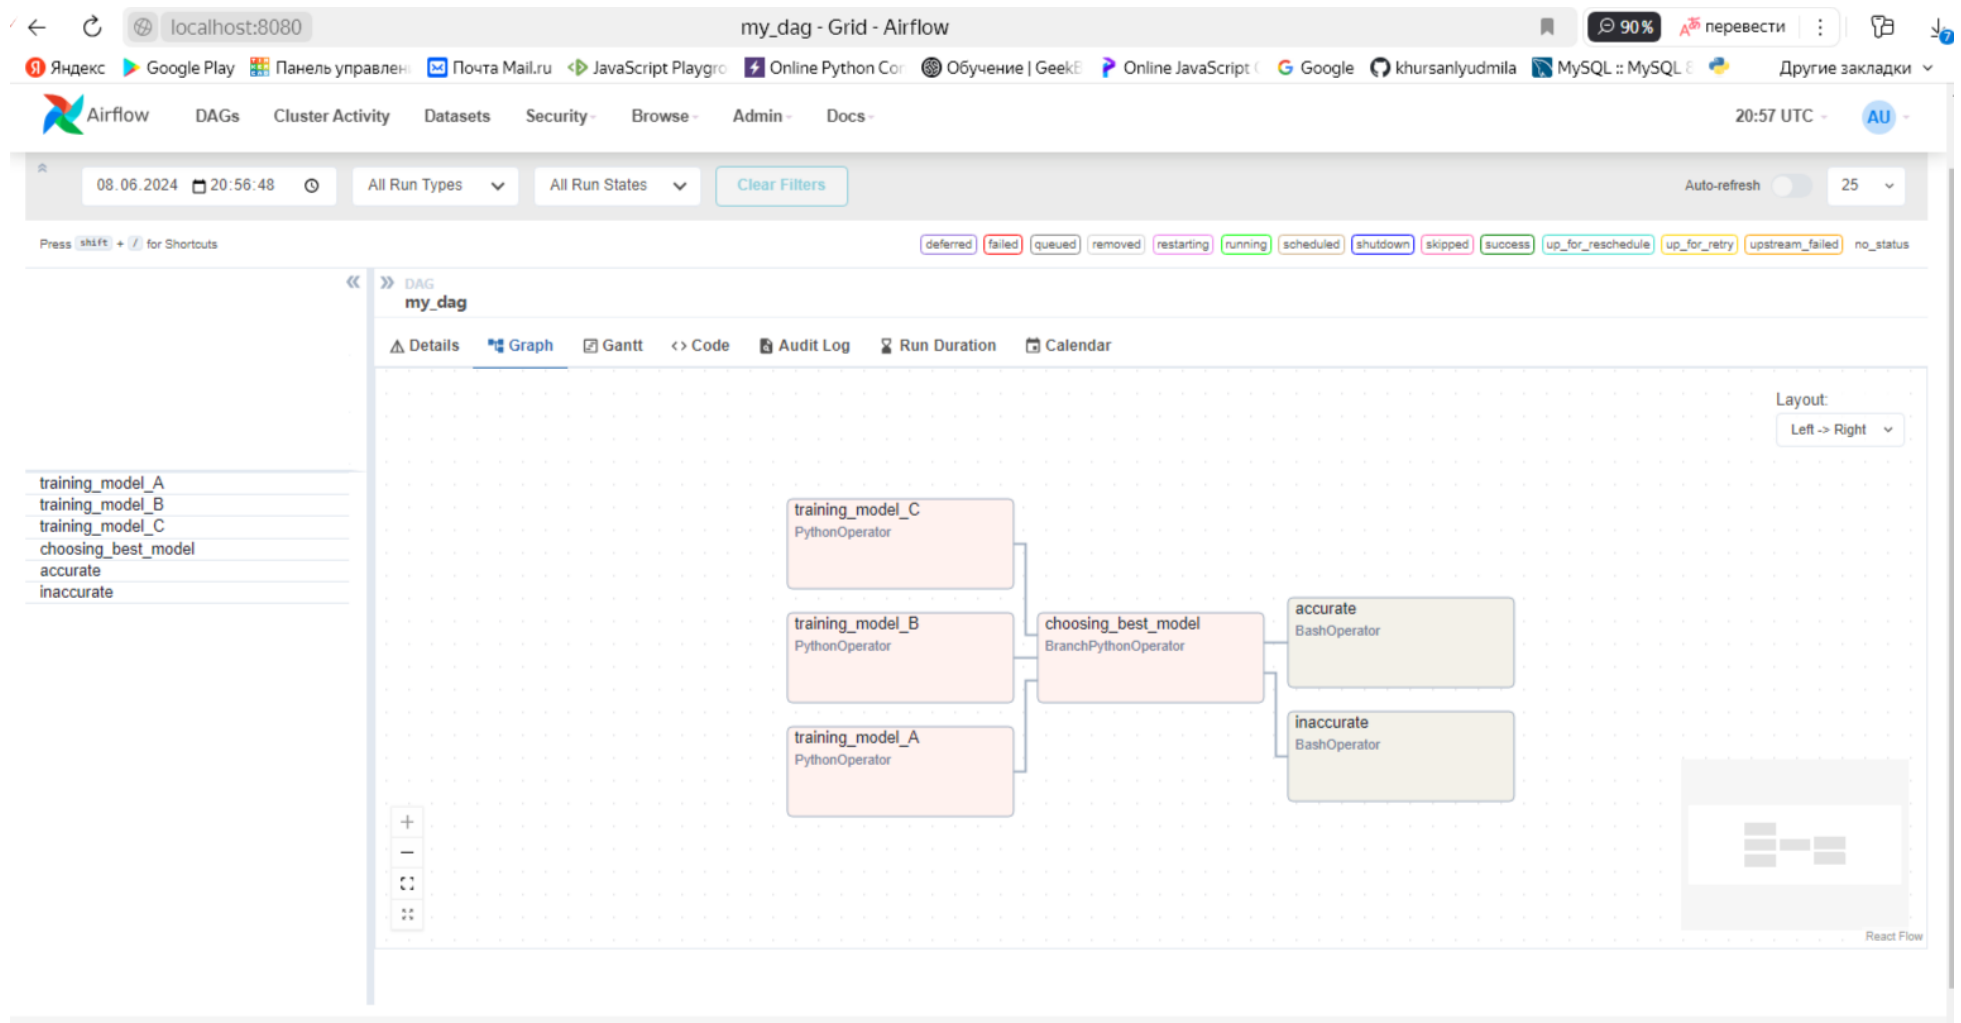 localhost:8080 my_dag - Grid - Airflow 90% перевести
Яндекс Google Play Панель управлен Почта Mail.ru JavaScript Playgro Online Python Con Обучение | GeekB Online JavaScript Google khursanlyudmila MySQL :: MySQL 8 Другие закладки
Airflow DAGs Cluster Activity Datasets Security Browse Admin Docs 20:57 UTC AU
08.06.2024 20:56:48 All Run Types All Run States Clear Filters Auto-refresh 25
Press shift + / for Shortcuts deferred failed queued removed restarting running scheduled shutdown skipped success up_for_reschedule up_for_retry upstream_failed no_status
DAG
my_dag
Details Graph Gantt Code Audit Log Run Duration Calendar
Layout:
Left -> Right
training_model_A
training_model_B
training_model_C
choosing_best_model
accurate
inaccurate
training_model_C
PythonOperator
training_model_B
PythonOperator
training_model_A
PythonOperator
choosing_best_model
BranchPythonOperator
accurate
BashOperator
inaccurate
BashOperator
React Flow